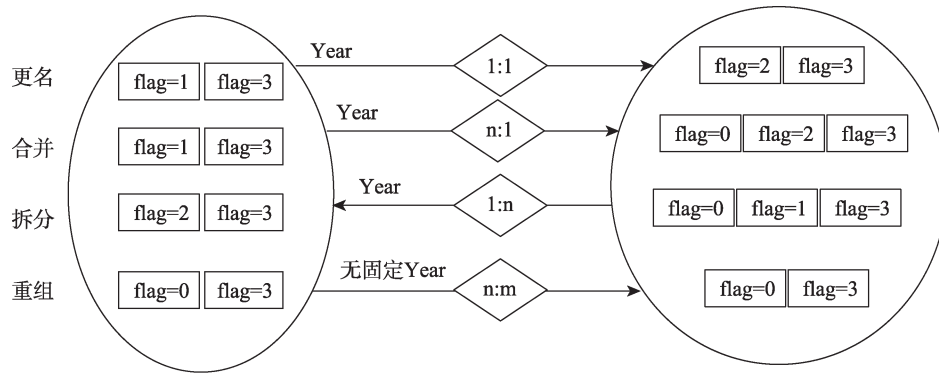 更名 flag=1 flag=3 Year 1:1 flag=2 flag=3
合并 flag=1 flag=3 Year n:1 flag=0 flag=2 flag=3
拆分 flag=2 flag=3 Year 1:n flag=0 flag=1 flag=3
重组 flag=0 flag=3 无固定Year n:m flag=0 flag=3